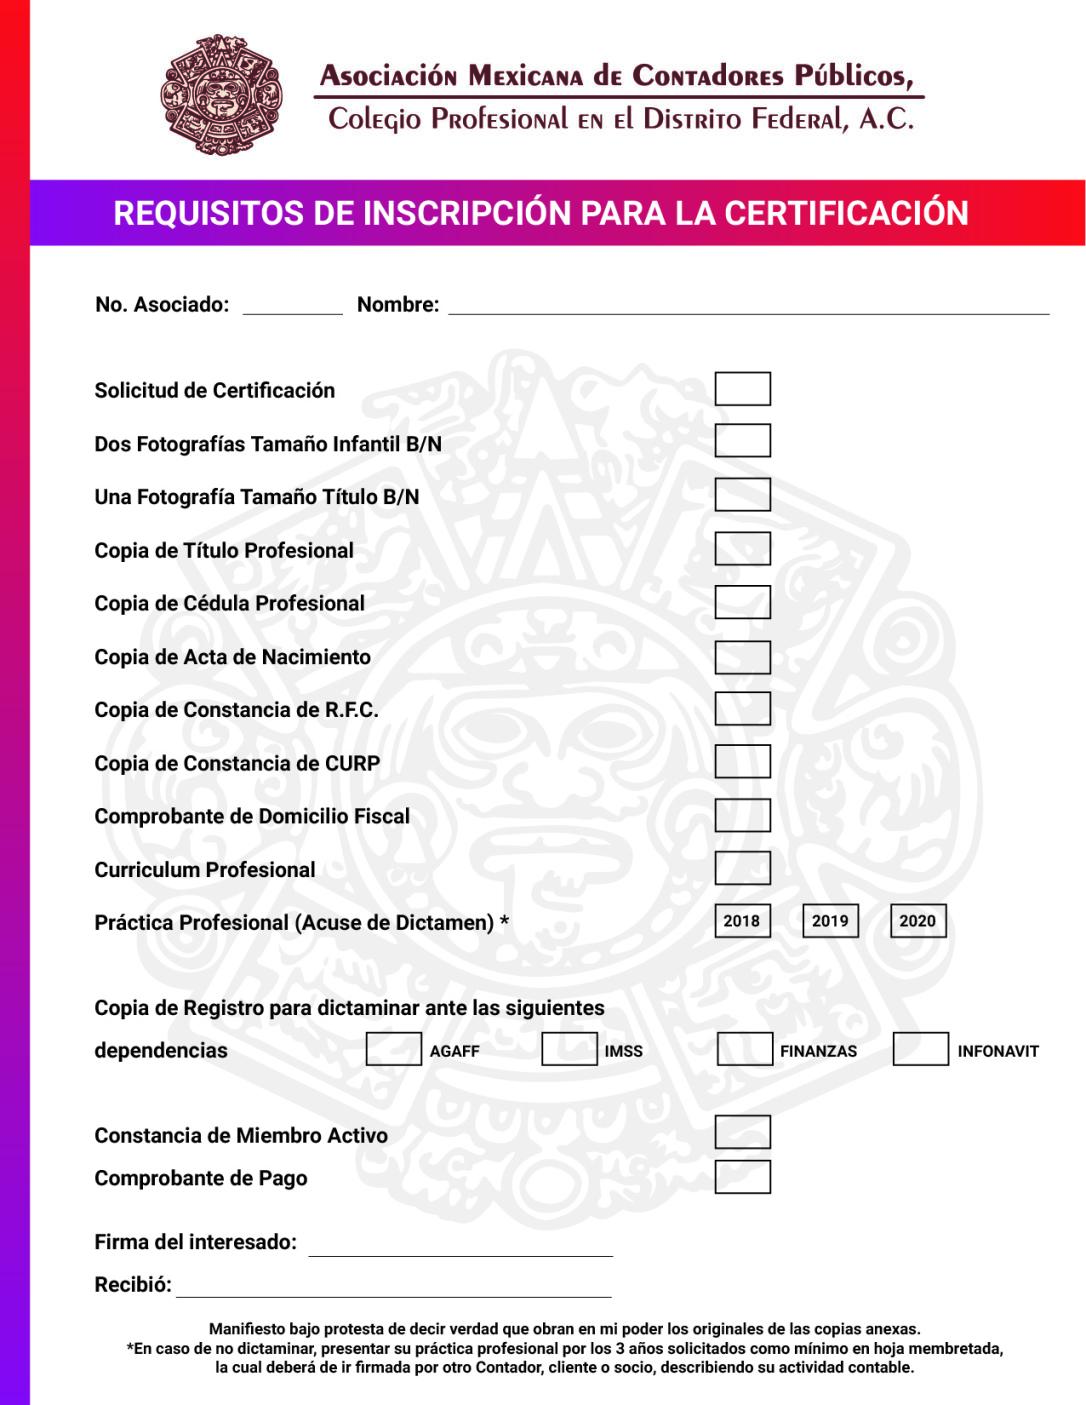 Asociación Mexicana de Contadores Públicos,
Colegio Profesional en el Distrito Federal, A.C.
REQUISITOS DE INSCRIPCIÓN PARA LA CERTIFICACIÓN
No. Asociado: Nombre:
Solicitud de Certificación
Dos Fotografías Tamaño Infantil B/N
Una Fotografía Tamaño Título B/N
Copia de Título Profesional
Copia de Cédula Profesional
Copia de Acta de Nacimiento
Copia de Constancia de R.F.C.
Copia de Constancia de CURP
Comprobante de Domicilio Fiscal
Curriculum Profesional
Práctica Profesional (Acuse de Dictamen) * 2018 2019 2020
Copia de Registro para dictaminar ante las siguientes
dependencias AGAFF IMSS FINANZAS INFONAVIT
Constancia de Miembro Activo
Comprobante de Pago
Firma del interesado:
Recibió:
Manifiesto bajo protesta de decir verdad que obran en mi poder los originales de las copias anexas.
*En caso de no dictaminar, presentar su práctica profesional por los 3 años solicitados como mínimo en hoja membretada,
la cual deberá de ir firmada por otro Contador, cliente o socio, describiendo su actividad contable.